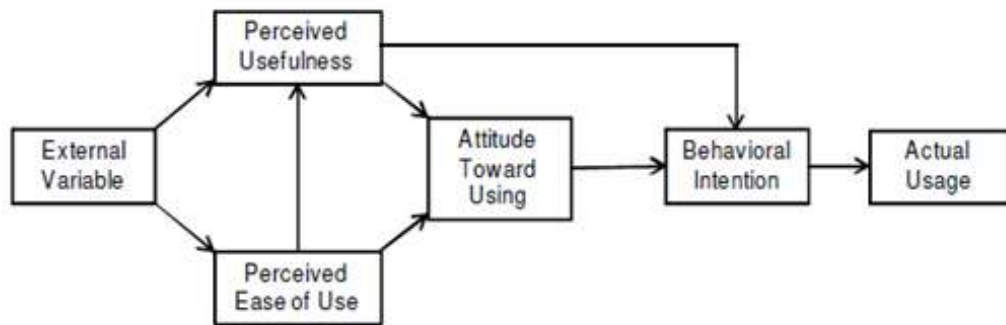 Perceived
Usefulness
External
Variable
Attitude
Toward
Using
Behavioral
Intention
Actual
Usage
Perceived
Ease of Use